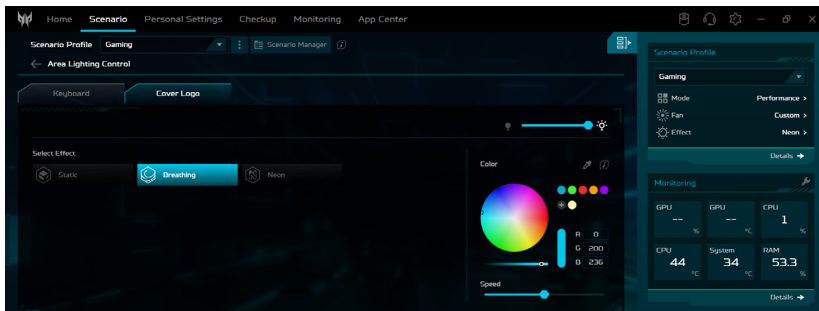 Home Scenario Personal Settings Checkup Monitoring App Center
Scenario Profile Gaming Scenario Manager
Area Lighting Control
Keyboard Cover Logo
Select Effect
Static Breathing Neon
Color
R 0
G 200
B 236
Speed
Scenario Profile
Gaming
Mode Performance >
Fan Custom >
Effect Neon >
Details →
Monitoring
GPU GPU CPU
-- -- 1
% °C %
CPU System RAM
44 34 53.3
°C °C %
Details →